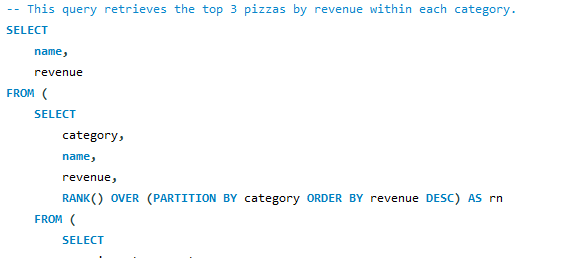 -- This query retrieves the top 3 pizzas by revenue within each category.
SELECT
    name,
    revenue
FROM (
    SELECT
        category,
        name,
        revenue,
        RANK() OVER (PARTITION BY category ORDER BY revenue DESC) AS rn
    FROM (
        SELECT